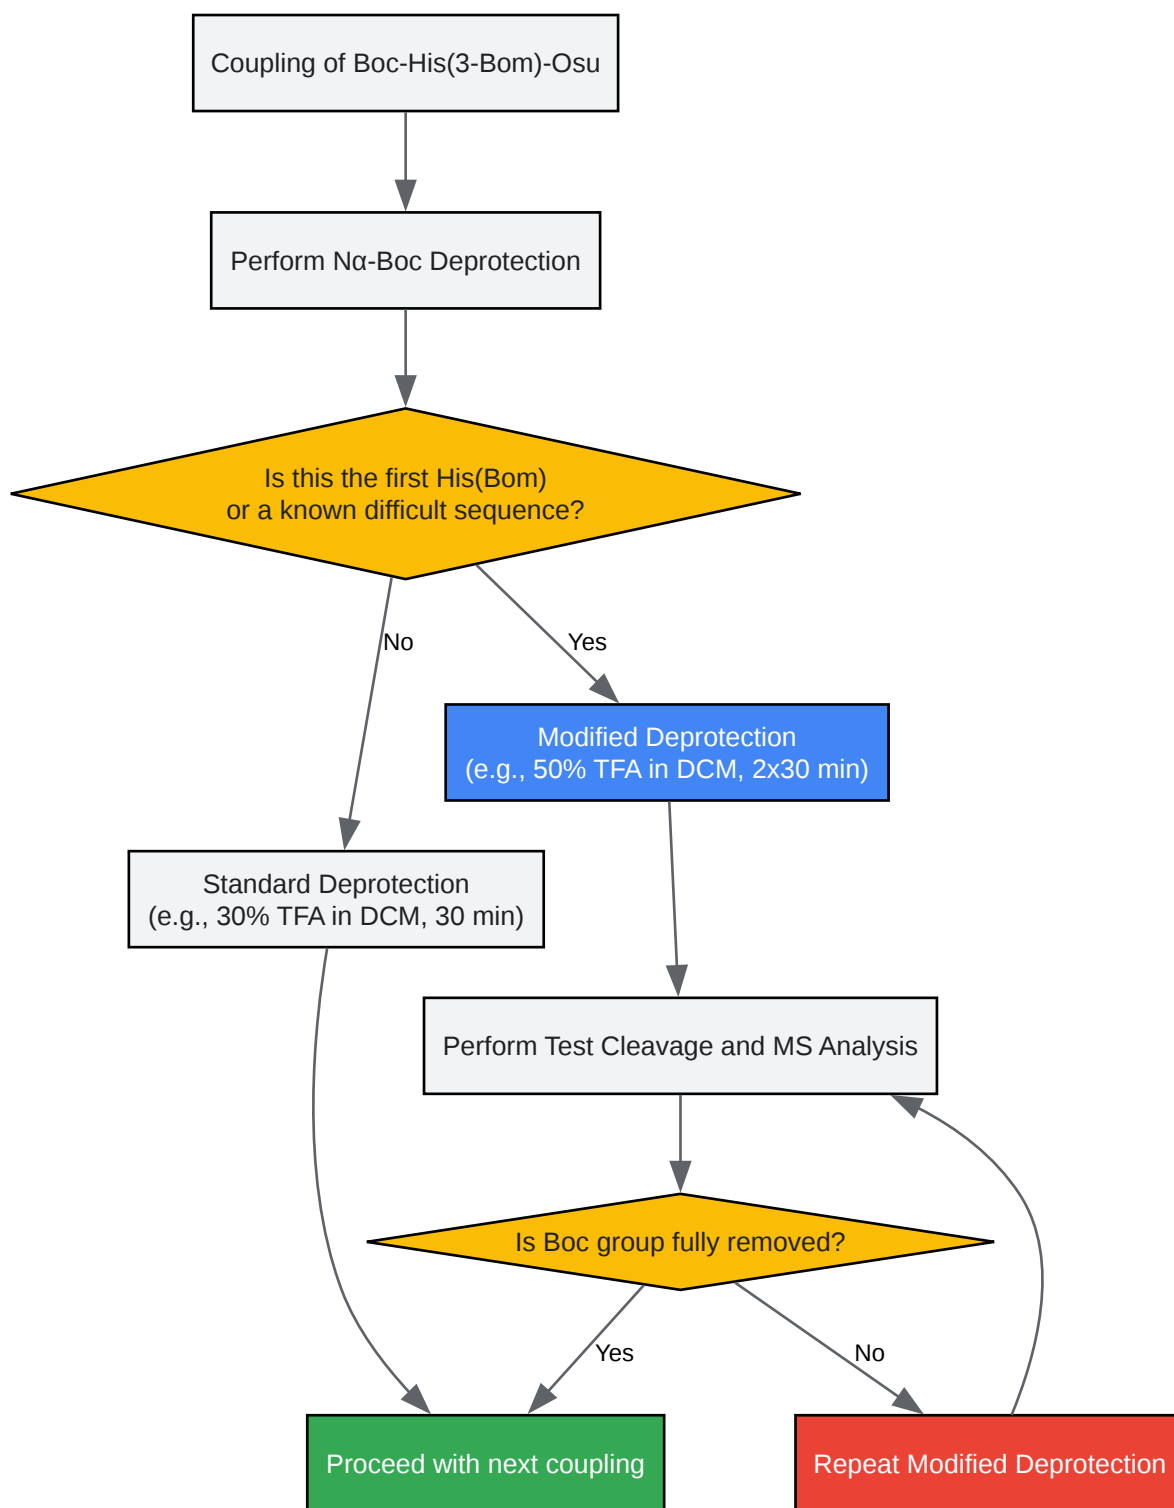 Coupling of Boc-His(3-Bom)-Osu
Perform Nα-Boc Deprotection
Is this the first His(Bom)
or a known difficult sequence?
No
Yes
Modified Deprotection
(e.g., 50% TFA in DCM, 2x30 min)
Standard Deprotection
(e.g., 30% TFA in DCM, 30 min)
Perform Test Cleavage and MS Analysis
Is Boc group fully removed?
Yes
No
Proceed with next coupling
Repeat Modified Deprotection